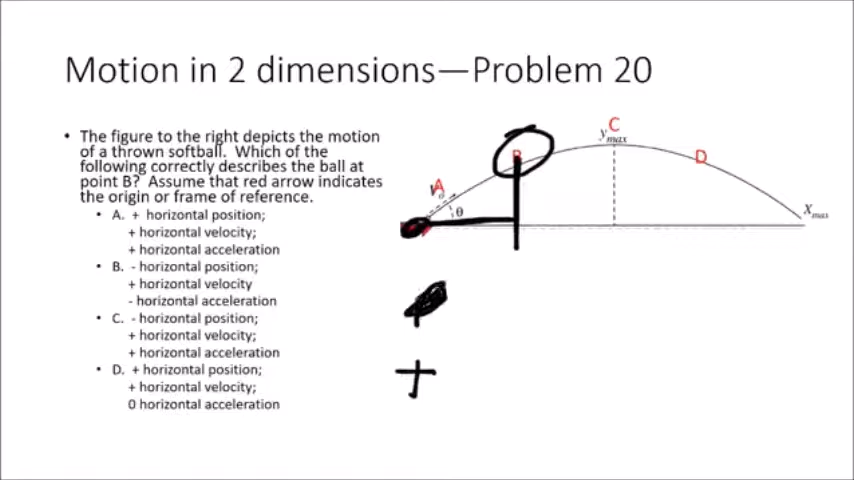 Motion in 2 dimensions—Problem 20
• The figure to the right depicts the motion
of a thrown softball. Which of the
following correctly describes the ball at
point B? Assume that red arrow indicates
the origin or frame of reference.
• A. + horizontal position;
+ horizontal velocity;
+ horizontal acceleration
• B. - horizontal position;
+ horizontal velocity
- horizontal acceleration
• C. - horizontal position;
+ horizontal velocity;
+ horizontal acceleration
• D. + horizontal position;
+ horizontal velocity;
0 horizontal acceleration
C
ymax
B
D
A
θ
Xmax
+